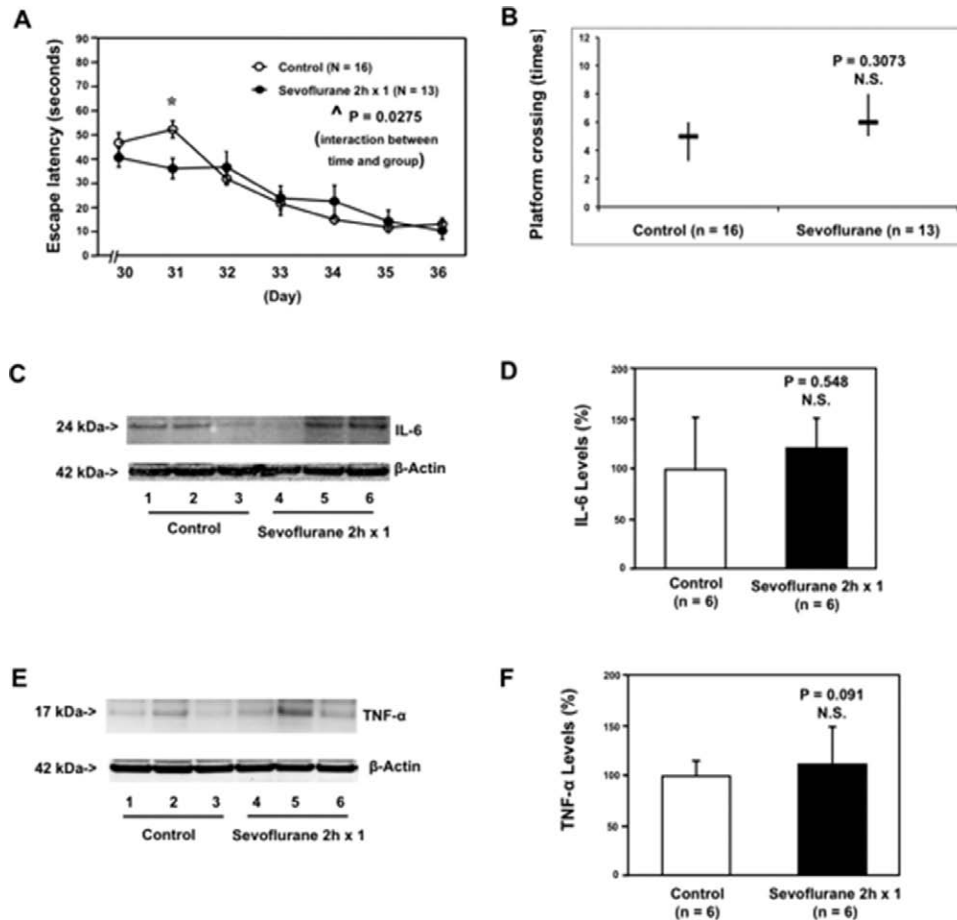 A
Escape latency (seconds)
90
80
70
60
50
40
30
20
10
0
Control (N = 16)
Sevoflurane 2h x 1 (N = 13)
*
^ P = 0.0275
(interaction between
time and group)
30 31 32 33 34 35 36
(Day)
B
Platform crossing (times)
12
10
8
6
4
2
0
P = 0.3073
N.S.
Control (n = 16) Sevoflurane (n = 13)
C
24 kDa-> IL-6
42 kDa-> β-Actin
1 2 3 4 5 6
Control Sevoflurane 2h x 1
D
IL-6 Levels (%)
200
150
100
50
0
P = 0.548
N.S.
Control Sevoflurane 2h x 1
(n = 6) (n = 6)
E
17 kDa-> TNF-α
42 kDa-> β-Actin
1 2 3 4 5 6
Control Sevoflurane 2h x 1
F
TNF-α Levels (%)
200
150
100
50
0
P = 0.091
N.S.
Control Sevoflurane 2h x 1
(n = 6) (n = 6)